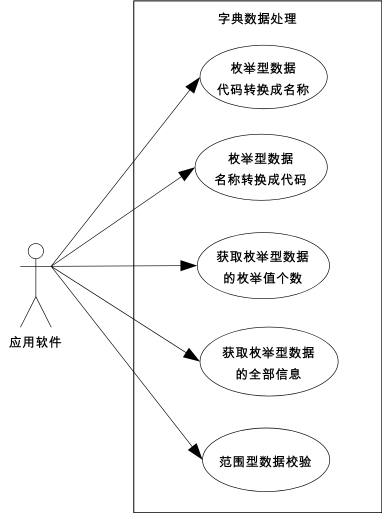 字典数据处理
枚举型数据
代码转换成名称
枚举型数据
名称转换成代码
获取枚举型数据
的枚举值个数
应用软件
获取枚举型数据
的全部信息
范围型数据校验